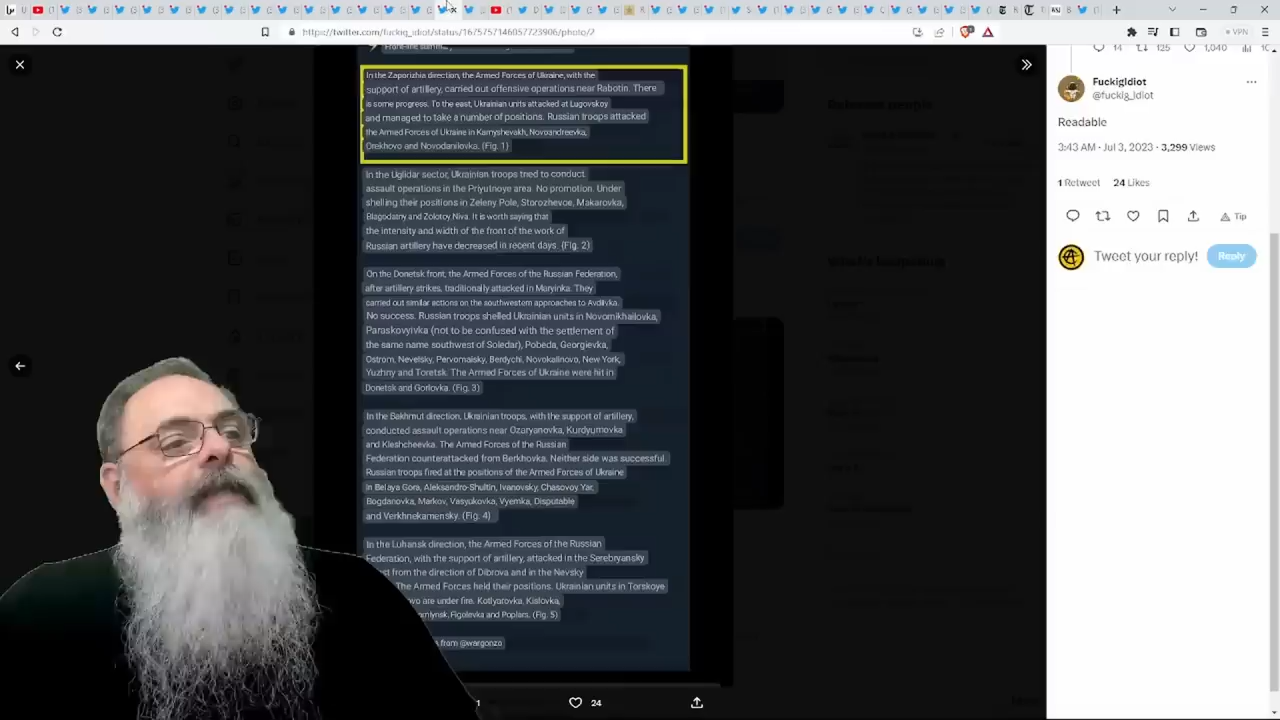 https://twitter.com/fuckig_idiot/status/1675757146057723906/photo/2
VPN
In the Zaporizhia direction, the Armed Forces of Ukraine, with the
support of artillery, carried out offensive operations near Rabotin. There
is some progress. To the east, Ukrainian units attacked at Lugovskoy
and managed to take a number of positions. Russian troops attacked
the Armed Forces of Ukraine in Kamyshevakh, Novoandreevka,
Orekhovo and Novodanilovka. (Fig. 1)
In the Uglidar sector, Ukrainian troops tried to conduct
assault operations in the Priyutnoye area. No promotion. Under
shelling their positions in Zeleny Pole, Storozhevoe, Makarovka,
Blagodatny and Zolotoy Niva. It is worth saying that
the intensity and width of the front of the work of
Russian artillery have decreased in recent days. (Fig. 2)
On the Donetsk front, the Armed Forces of the Russian Federation,
after artillery strikes, traditionally attacked in Maryinka. They
carried out similar actions on the southwestern approaches to Avdiivka.
No success. Russian troops shelled Ukrainian units in Novomikhailovka,
Paraskovyivka (not to be confused with the settlement of
the same name southwest of Soledar), Pobeda, Georgievka,
Ostrom, Nevelsky, Pervomaisky, Berdychi, Novokalinovo, New York,
Yuzhny and Toretsk. The Armed Forces of Ukraine were hit in
Donetsk and Gorlovka. (Fig. 3)
In the Bakhmut direction, Ukrainian troops, with the support of artillery,
conducted assault operations near Ozaryanovka, Kurdyumovka
and Kleshcheevka. The Armed Forces of the Russian
Federation counterattacked from Berkhovka. Neither side was successful.
Russian troops fired at the positions of the Armed Forces of Ukraine
in Belaya Gora, Aleksandro-Shultin, Ivanovsky, Chasovoy Yar,
Bogdanovka, Markov, Vasyukovka, Vyemka, Disputable
and Verkhnekamensky. (Fig. 4)
In the Luhansk direction, the Armed Forces of the Russian
Federation, with the support of artillery, attacked in the Serebryansky
from the direction of Dibrova and in the Nevsky
The Armed Forces held their positions. Ukrainian units in Torskoye
are under fire. Kotlyarovka, Kislovka,
Figolevka and Poplars. (Fig. 5)
from @wargonzo
1
24
14
125
1,040
FuckigIdiot
@fuckig_Idiot
Readable
3:43 AM · Jul 3, 2023 · 3,299 Views
1 Retweet 24 Likes
Tip
Tweet your reply!
Reply